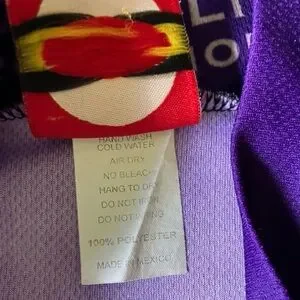 HAND WASH
COLD WATER
AIR DRY
NO BLEACH
HANG TO DRY
DO NOT IRON
DO NOT WRING
100% POLYESTER
MADE IN MEXICO